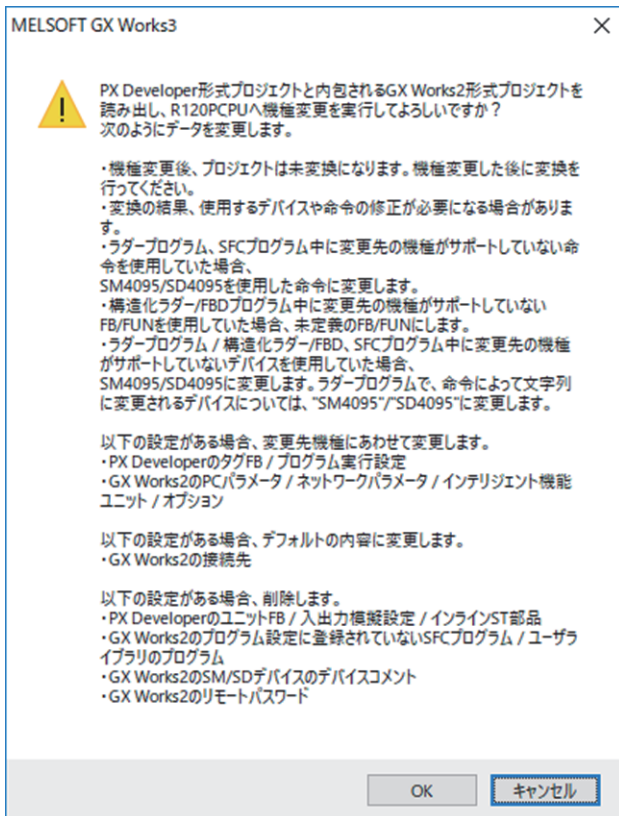 MELSOFT GX Works3
PX Developer形式プロジェクトと内包されるGX Works2形式プロジェクトを
読み出し、R120PCPUへ機種変更を実行してよろしいですか？
次のようにデータを変更します。
・機種変更後、プロジェクトは未変換になります。機種変更した後に変換を
行ってください。
・変換の結果、使用するデバイスや命令の修正が必要になる場合がありま
す。
・ラダープログラム、SFCプログラム中に変更先の機種がサポートしていない命
令を使用していた場合、
SM4095/SD4095を使用した命令に変更します。
・構造化ラダー/FBDプログラム中に変更先の機種がサポートしていない
FB/FUNを使用していた場合、未定義のFB/FUNにします。
・ラダープログラム / 構造化ラダー/FBD、SFCプログラム中に変更先の機種
がサポートしていないデバイスを使用していた場合、
SM4095/SD4095に変更します。ラダープログラムで、命令によって文字列
に変更されるデバイスについては、"SM4095"/"SD4095"に変更します。
以下の設定がある場合、変更先機種にあわせて変更します。
・PX DeveloperのタグFB / プログラム実行設定
・GX Works2のPCパラメータ / ネットワークパラメータ / インテリジェント機能
ユニット / オプション
以下の設定がある場合、デフォルトの内容に変更します。
・GX Works2の接続先
以下の設定がある場合、削除します。
・PX DeveloperのユニットFB / 入出力模擬設定 / インラインST部品
・GX Works2のプログラム設定に登録されていないSFCプログラム / ユーザラ
イブラリのプログラム
・GX Works2のSM/SDデバイスのデバイスコメント
・GX Works2のリモートパスワード
OK
キャンセル